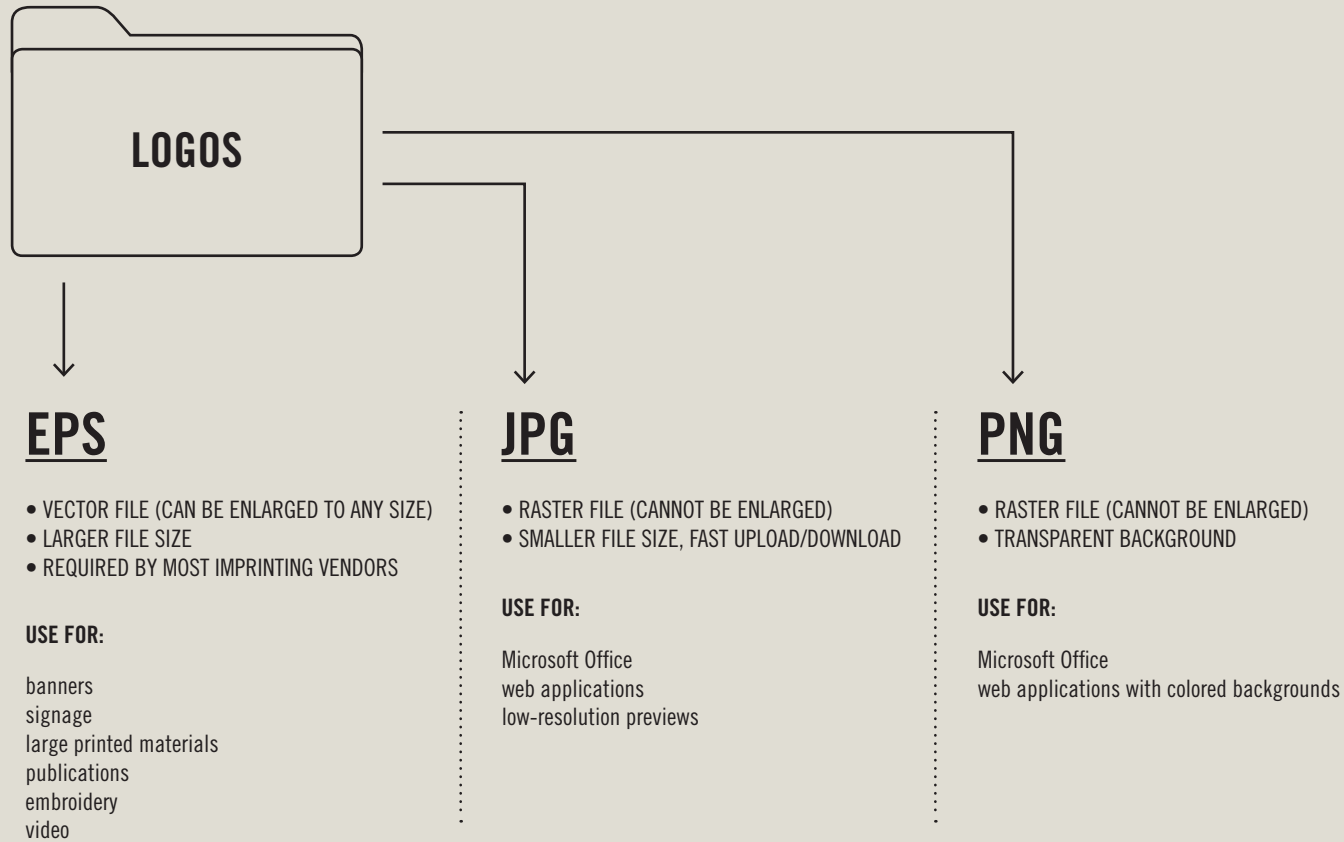 LOGOS
EPS
• VECTOR FILE (CAN BE ENLARGED TO ANY SIZE)
• LARGER FILE SIZE
• REQUIRED BY MOST IMPRINTING VENDORS
USE FOR:
banners
signage
large printed materials
publications
embroidery
video
JPG
• RASTER FILE (CANNOT BE ENLARGED)
• SMALLER FILE SIZE, FAST UPLOAD/DOWNLOAD
USE FOR:
Microsoft Office
web applications
low-resolution previews
PNG
• RASTER FILE (CANNOT BE ENLARGED)
• TRANSPARENT BACKGROUND
USE FOR:
Microsoft Office
web applications with colored backgrounds